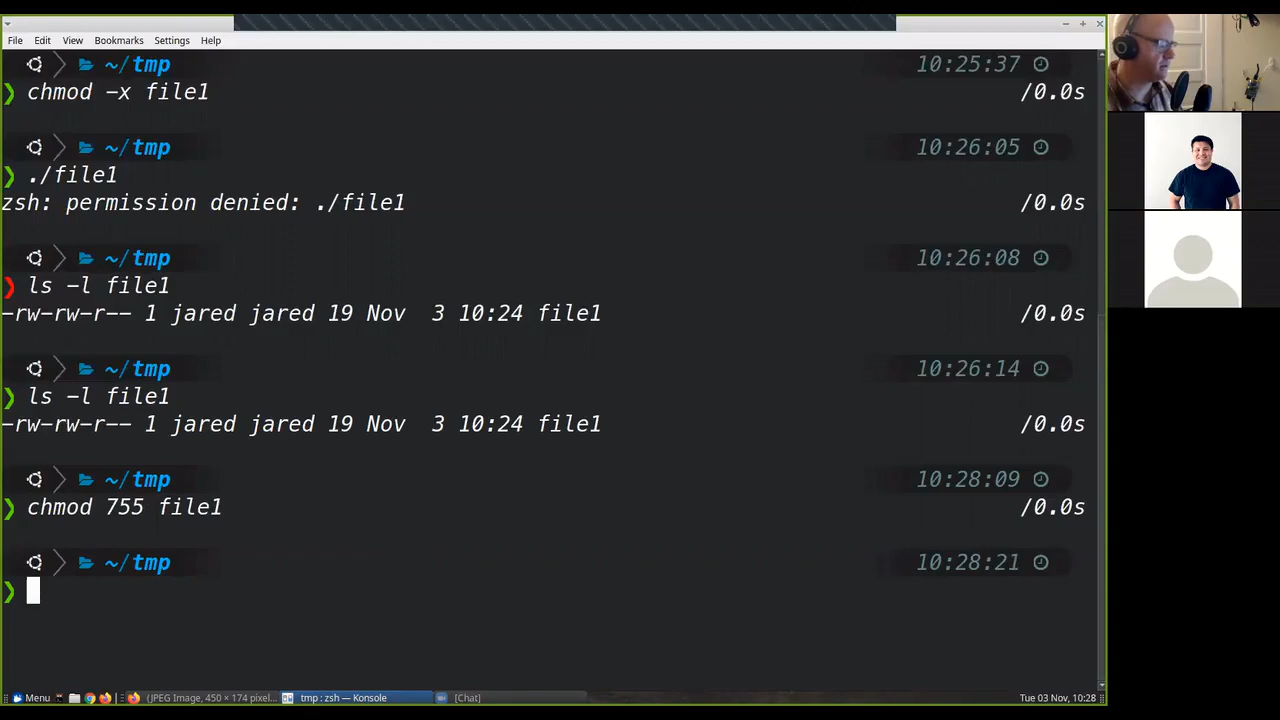 File Edit View Bookmarks Settings Help
~/tmp 10:25:37
❯ chmod -x file1 /0.0s
~/tmp 10:26:05
❯ ./file1
zsh: permission denied: ./file1 /0.0s
~/tmp 10:26:08
❯ ls -l file1
-rw-rw-r-- 1 jared jared 19 Nov  3 10:24 file1 /0.0s
~/tmp 10:26:14
❯ ls -l file1
-rw-rw-r-- 1 jared jared 19 Nov  3 10:24 file1 /0.0s
~/tmp 10:28:09
❯ chmod 755 file1 /0.0s
~/tmp 10:28:21
❯
Menu (JPEG Image, 450 × 174 pixel... tmp : zsh — Konsole [Chat] Tue 03 Nov, 10:28